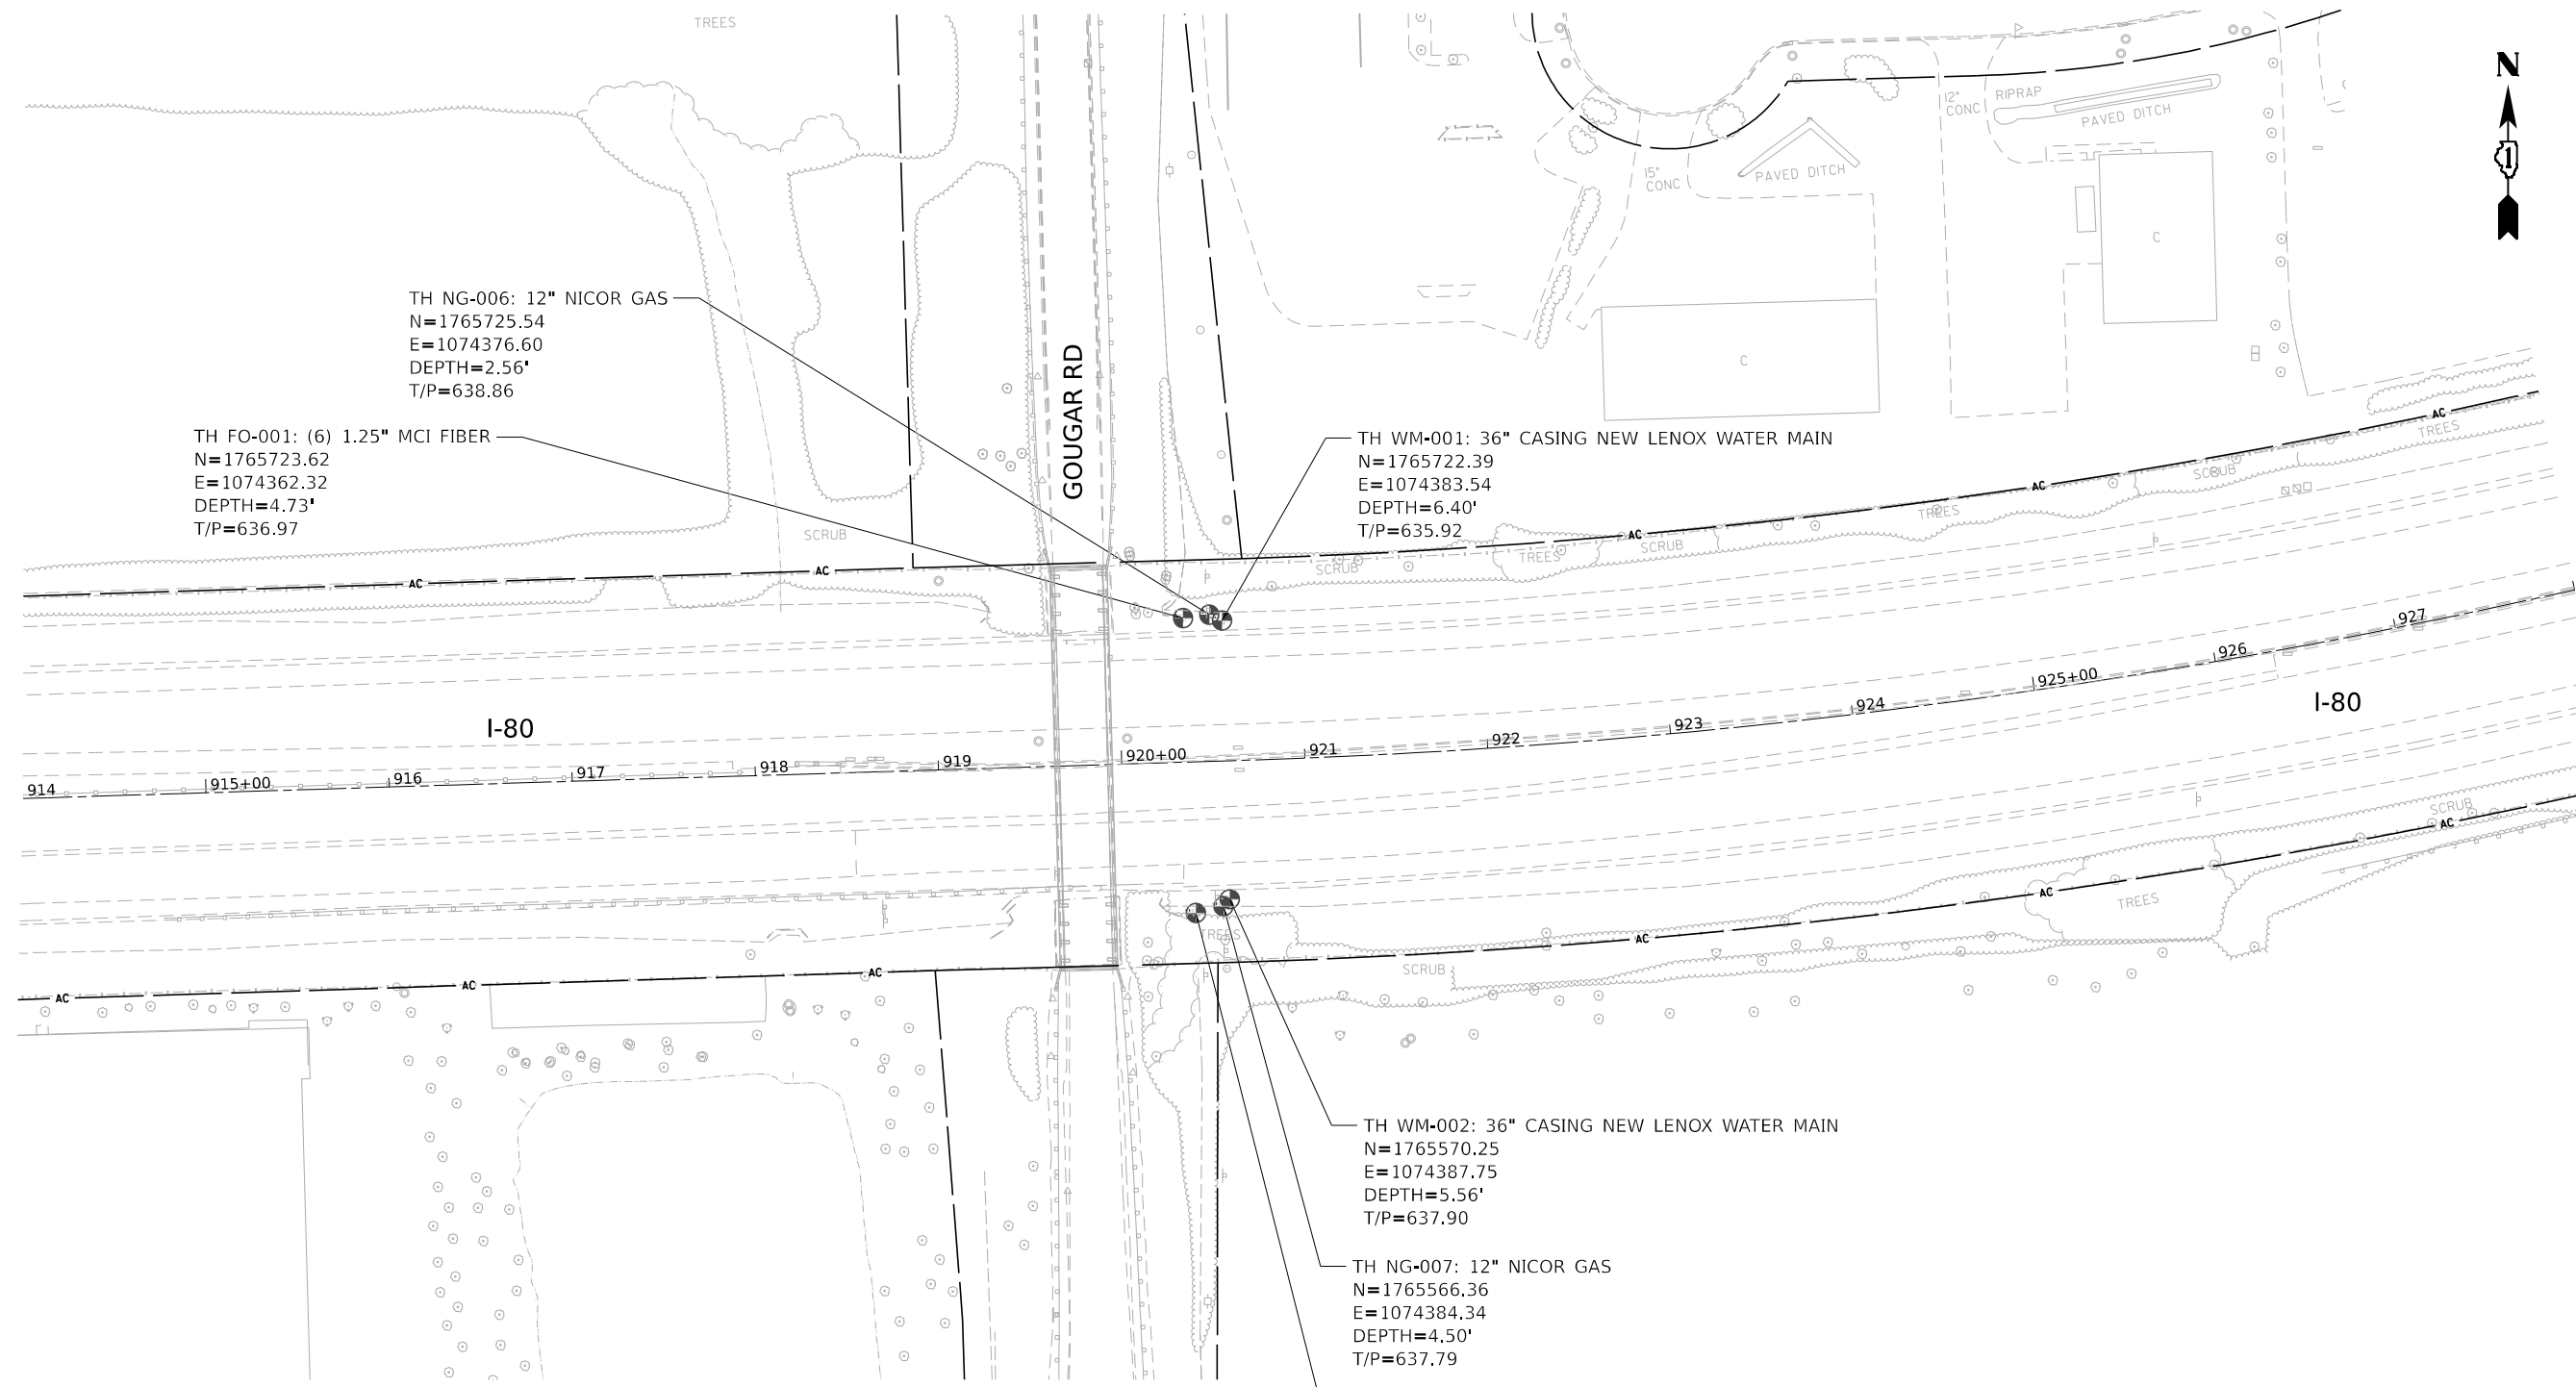 TREES
N
1
12"
CONC
RIPRAP
PAVED DITCH
15"
CONC
PAVED DITCH
C
C
TH NG-006: 12" NICOR GAS
N=1765725.54
E=1074376.60
DEPTH=2.56'
T/P=638.86
GOUGAR RD
TH FO-001: (6) 1.25" MCI FIBER
N=1765723.62
E=1074362.32
DEPTH=4.73'
T/P=636.97
TH WM-001: 36" CASING NEW LENOX WATER MAIN
N=1765722.39
E=1074383.54
DEPTH=6.40'
T/P=635.92
SCRUB
AC
AC
SCRUB
TREES
AC
SCRUB
TREES
AC
SCRUB
AC
TREES
I-80
I-80
914
915+00
916
917
918
919
920+00
921
922
923
924
925+00
926
927
TREES
SCRUB
AC
AC
AC
AC
SCRUB
AC
TREES
AC
TH WM-002: 36" CASING NEW LENOX WATER MAIN
N=1765570.25
E=1074387.75
DEPTH=5.56'
T/P=637.90
TH NG-007: 12" NICOR GAS
N=1765566.36
E=1074384.34
DEPTH=4.50'
T/P=637.79